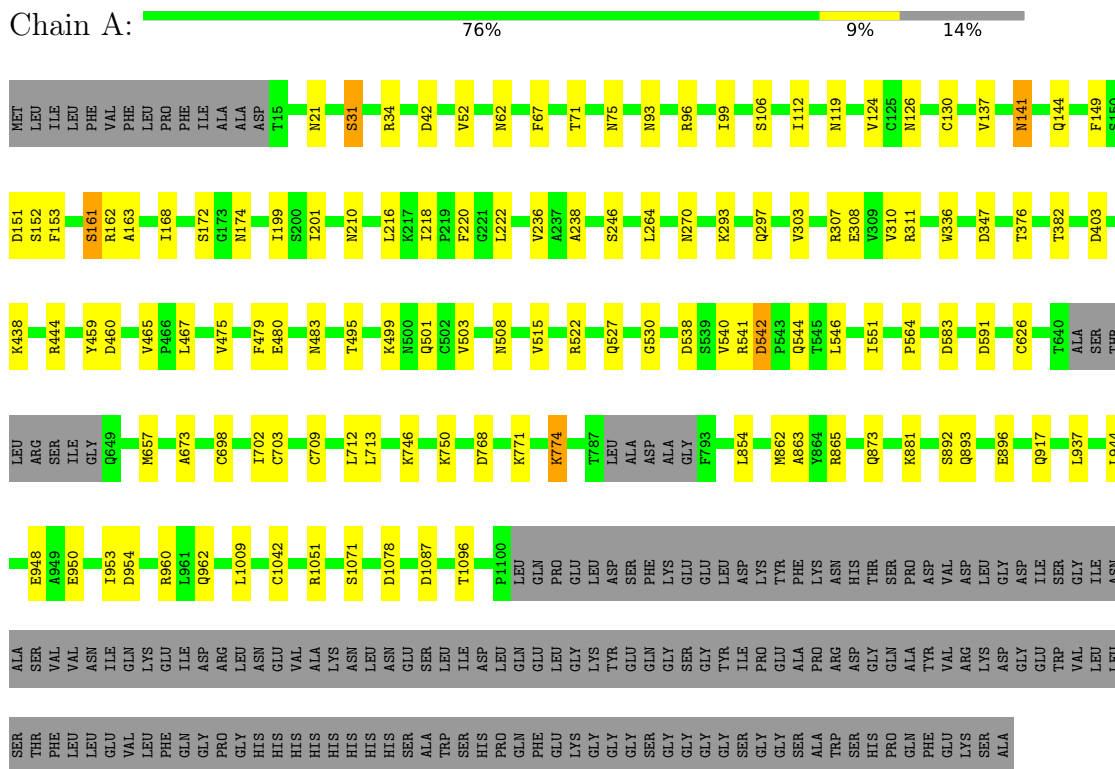 Chain A:
76% 9% 14%
MET LEU ILE LEU PHE VAL PHE LEU PRO PHE ILE ALA ALA ASP T15 N21 S31 R34 D42 V52 N62 F67 T71 N75 N93 R96 I99 S106 I112 N119 V124 C125 N126 C130 V137 N141 Q144 F149 S150
D151 S152 F153 S161 R162 A163 I168 S172 G173 N174 I199 S200 I201 N210 L216 K217 I218 P219 F220 G221 L222 V236 A237 A238 S246 L264 N270 K293 Q297 V303 R307 E308 V309 V310 R311 W336 D347 T376 T382 D403
K438 R444 Y459 D460 V465 P466 L467 V475 F479 E480 N483 T495 K499 N500 Q501 C502 V503 N508 V515 R522 Q527 G530 D538 S539 V540 R541 D542 P543 Q544 T545 L546 I551 P564 D583 D591 C626 T640 ALA SER THR
LEU ARG SER ILE GLY Q649 M657 A673 C698 I702 C703 C709 L712 L713 K746 K750 D768 K771 K774 T787 LEU ALA ASP ALA GLY F793 L854 M862 A863 Y864 R865 Q873 K881 S892 Q893 E896 Q917 L937 L944
E948 A949 E950 I953 D954 R960 L961 Q962 L1009 C1042 R1051 S1071 D1078 D1087 T1096 P1100 LEU GLN PRO GLU LEU ASP SER PHE LYS GLU GLU LEU ASP LYS TYR PHE LYS ASN HIS THR SER PRO ASP VAL ASP LEU GLY ASP ILE SER GLY ILE ASN
ALA SER VAL VAL ASN ILE GLN LYS GLU ILE ASP ARG LEU ASN GLU VAL ALA LYS ASN LEU ASN GLU SER LEU ILE ASP LEU GLN GLU LEU GLY LYS TYR GLU GLN GLY SER GLY TYR ILE PRO GLU ALA PRO ARG ASP GLY GLN ALA TYR VAL ARG LYS ASP GLY GLU TRP VAL LEU LEU
SER THR PHE LEU LEU GLU VAL LEU PHE GLN GLY PRO GLY HIS HIS HIS HIS HIS HIS HIS HIS SER ALA TRP SER HIS PRO GLN PHE GLU LYS GLY GLY GLY SER GLY GLY GLY GLY SER GLY GLY SER ALA TRP SER HIS PRO GLN PHE GLU LYS SER ALA